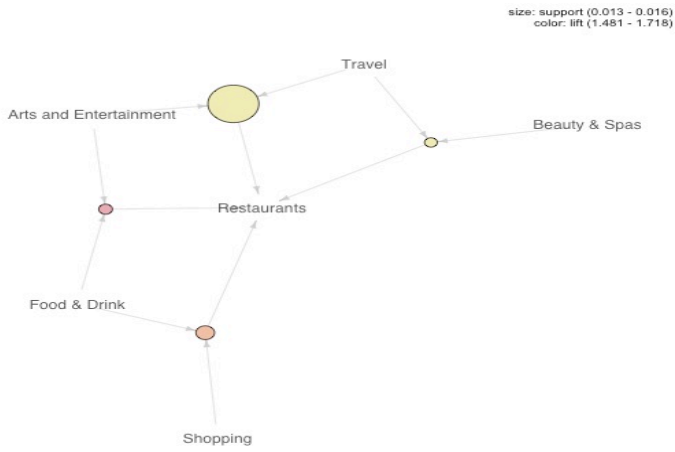 size: support (0.013 - 0.016)
color: lift (1.481 - 1.718)
Travel
Arts and Entertainment
Beauty & Spas
Restaurants
Food & Drink
Shopping